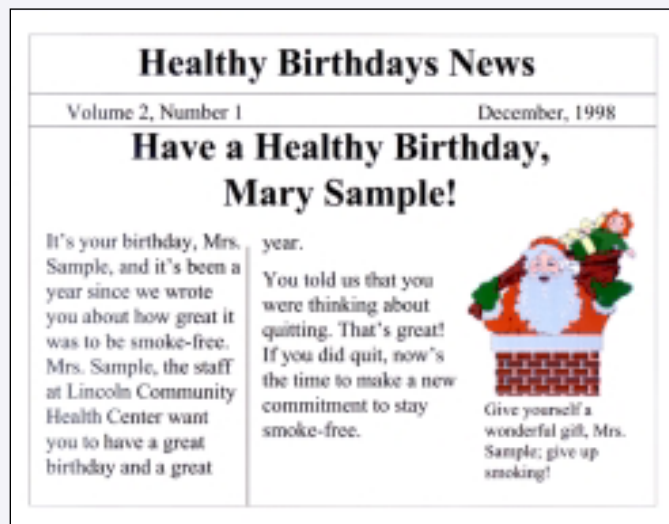 Healthy Birthdays News
Volume 2, Number 1 December, 1998
Have a Healthy Birthday,
Mary Sample!
It's your birthday, Mrs.
Sample, and it's been a
year since we wrote
you about how great it
was to be smoke-free.
Mrs. Sample, the staff
at Lincoln Community
Health Center want
you to have a great
birthday and a great
year.
You told us that you
were thinking about
quitting. That's great!
If you did quit, now's
the time to make a new
commitment to stay
smoke-free.
Give yourself a
wonderful gift, Mrs.
Sample; give up
smoking!